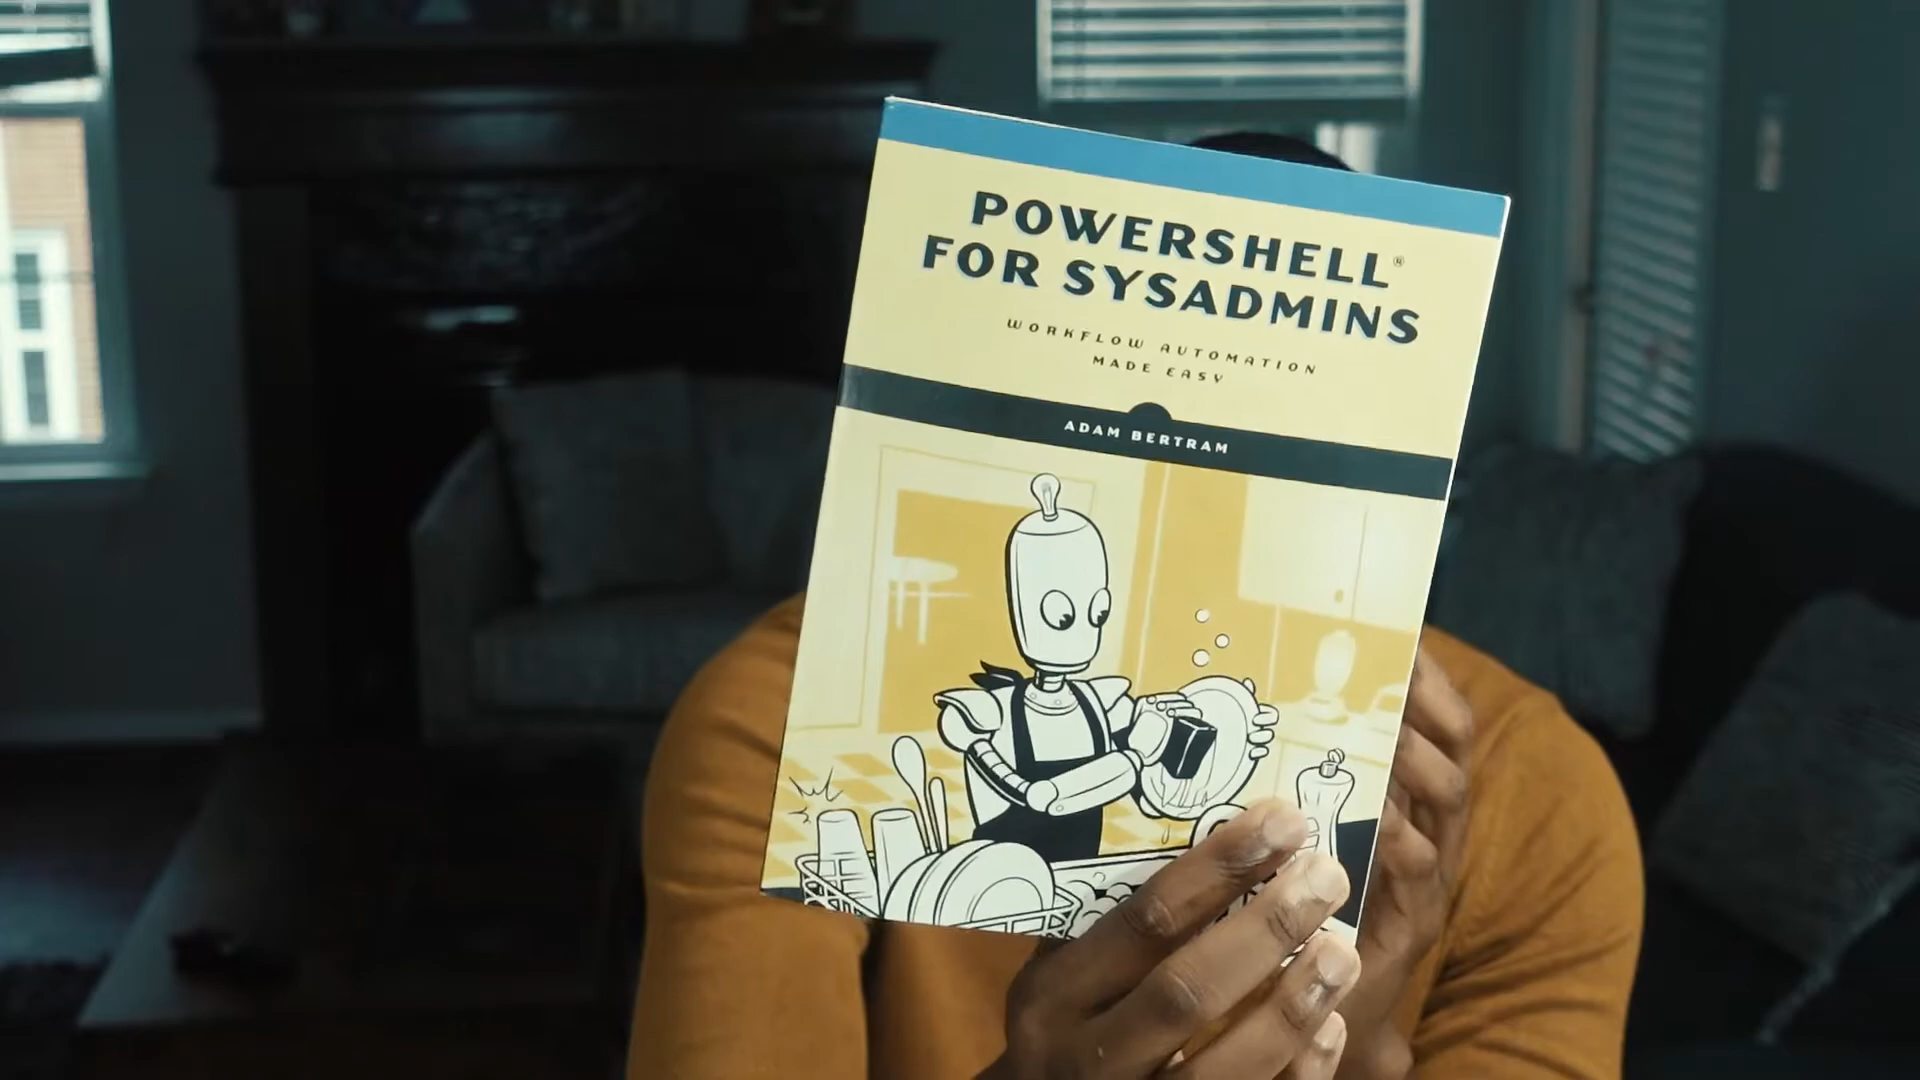 POWERSHELL®
FOR SYSADMINS
WORKFLOW AUTOMATION
MADE EASY
ADAM BERTRAM